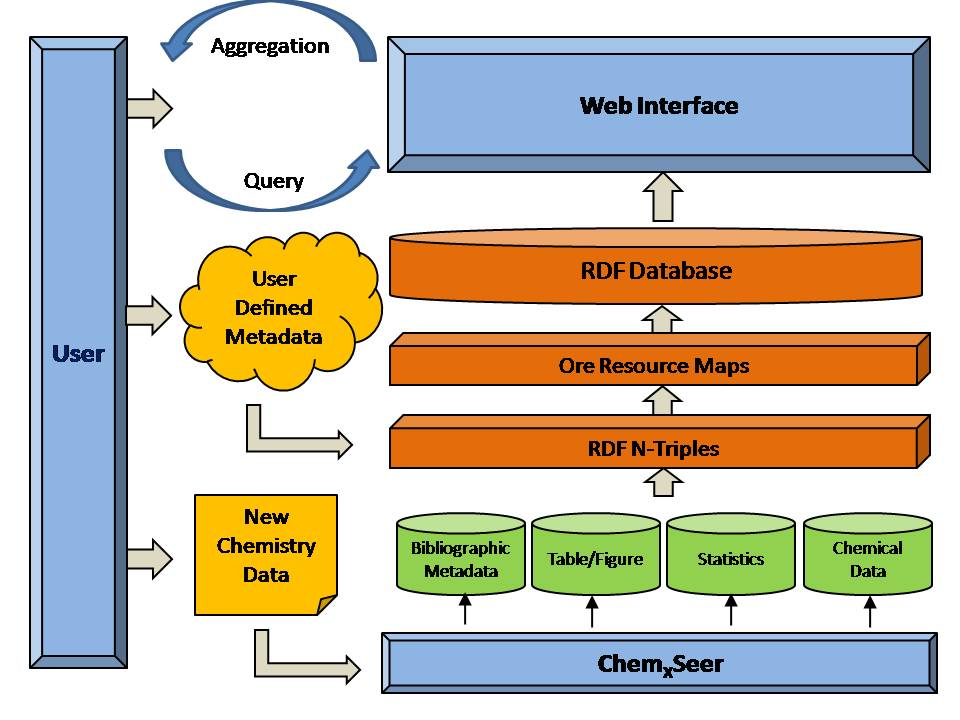 Aggregation
Web Interface
Query
User
Defined
Metadata
RDF Database
User
Ore Resource Maps
RDF N-Triples
New
Chemistry
Data
Bibliographic
Metadata
Table/Figure
Statistics
Chemical
Data
ChemxSeer